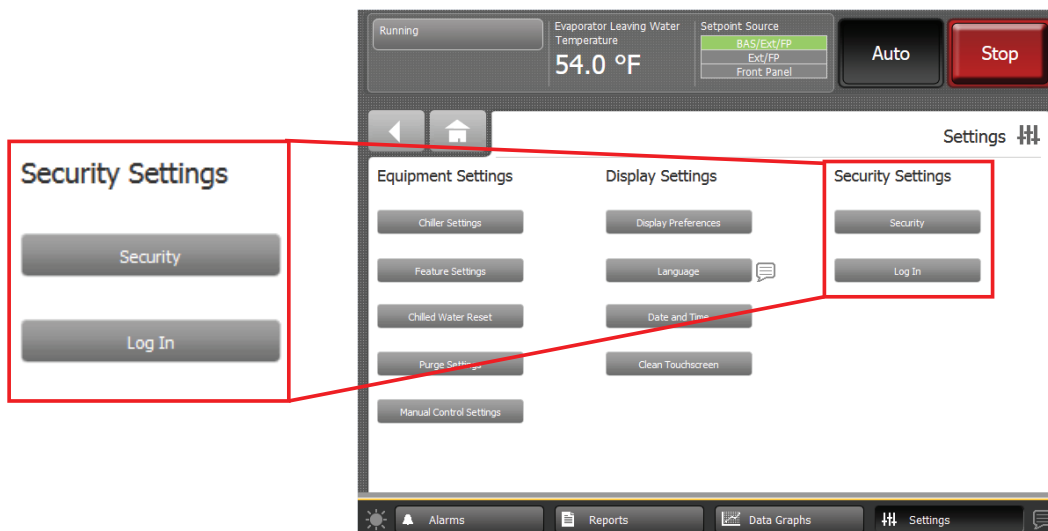 Running
Evaporator Leaving Water
Temperature
54.0 °F
Setpoint Source
BAS/Ext/FP
Ext/FP
Front Panel
Auto
Stop
Settings
Security Settings
Security
Log In
Equipment Settings
Chiller Settings
Feature Settings
Chilled Water Reset
Purge Settings
Manual Control Settings
Display Settings
Display Preferences
Language
Date and Time
Clean Touchscreen
Security Settings
Security
Log In
Alarms
Reports
Data Graphs
Settings